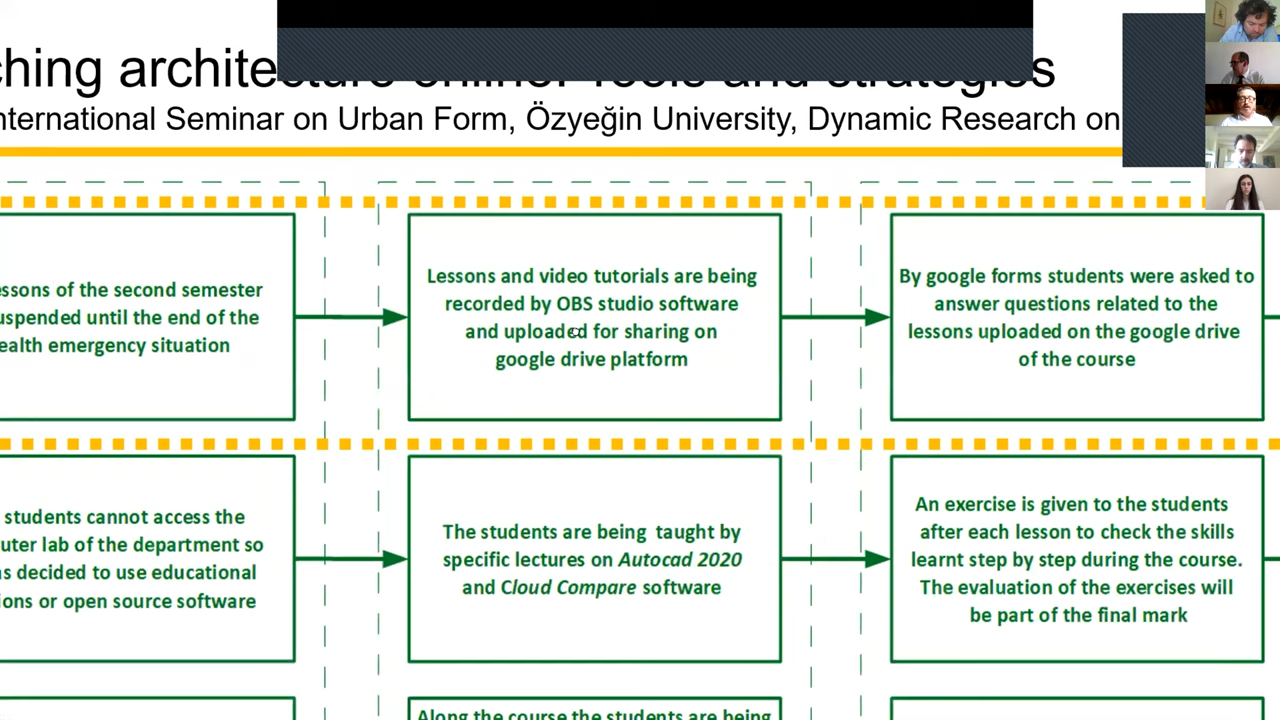 ching architecture online: Tools and strategies
nternational Seminar on Urban Form, Özyeğin University, Dynamic Research on
ssons of the second semester
uspended until the end of the
ealth emergency situation
Lessons and video tutorials are being
recorded by OBS studio software
and uploaded for sharing on
google drive platform
By google forms students were asked to
answer questions related to the
lessons uploaded on the google drive
of the course
students cannot access the
uter lab of the department so
s decided to use educational
ions or open source software
The students are being taught by
specific lectures on Autocad 2020
and Cloud Compare software
An exercise is given to the students
after each lesson to check the skills
learnt step by step during the course.
The evaluation of the exercises will
be part of the final mark
Along the course the students are being